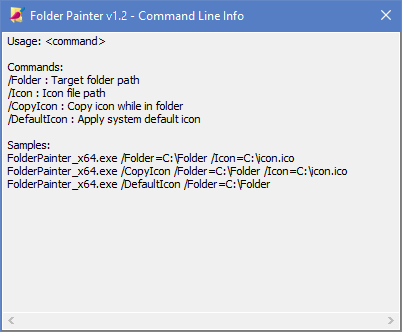 Folder Painter v1.2 - Command Line Info
Usage: <command>
Commands:
/Folder : Target folder path
/Icon : Icon file path
/CopyIcon : Copy icon while in folder
/DefaultIcon : Apply system default icon
Samples:
FolderPainter_x64.exe /Folder=C:\Folder /Icon=C:\icon.ico
FolderPainter_x64.exe /CopyIcon /Folder=C:\Folder /Icon=C:\icon.ico
FolderPainter_x64.exe /DefaultIcon /Folder=C:\Folder